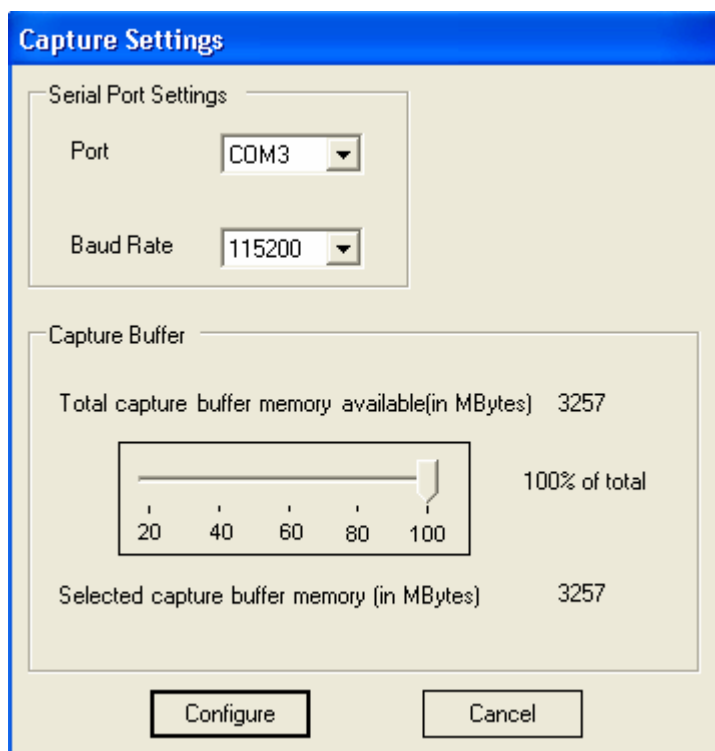 Capture Settings
Serial Port Settings
Port COM3
Baud Rate 115200
Capture Buffer
Total capture buffer memory available(in MBytes) 3257
100% of total
20 40 60 80 100
Selected capture buffer memory (in MBytes) 3257
Configure Cancel